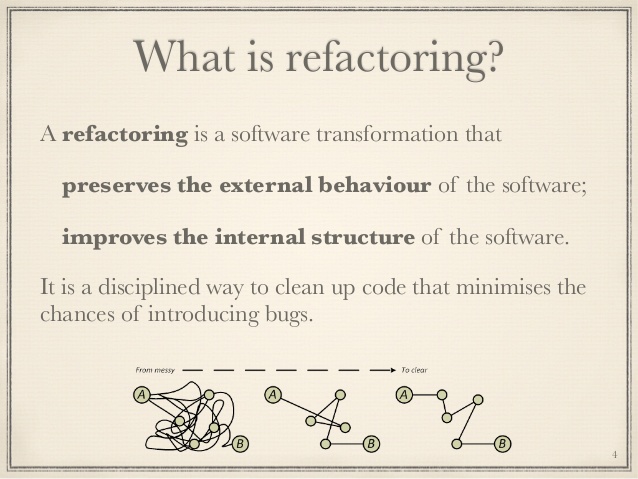 What is refactoring?
A refactoring is a software transformation that
preserves the external behaviour of the software;
improves the internal structure of the software.
It is a disciplined way to clean up code that minimises the
chances of introducing bugs.
From messy To clear
A A A
B B B
4